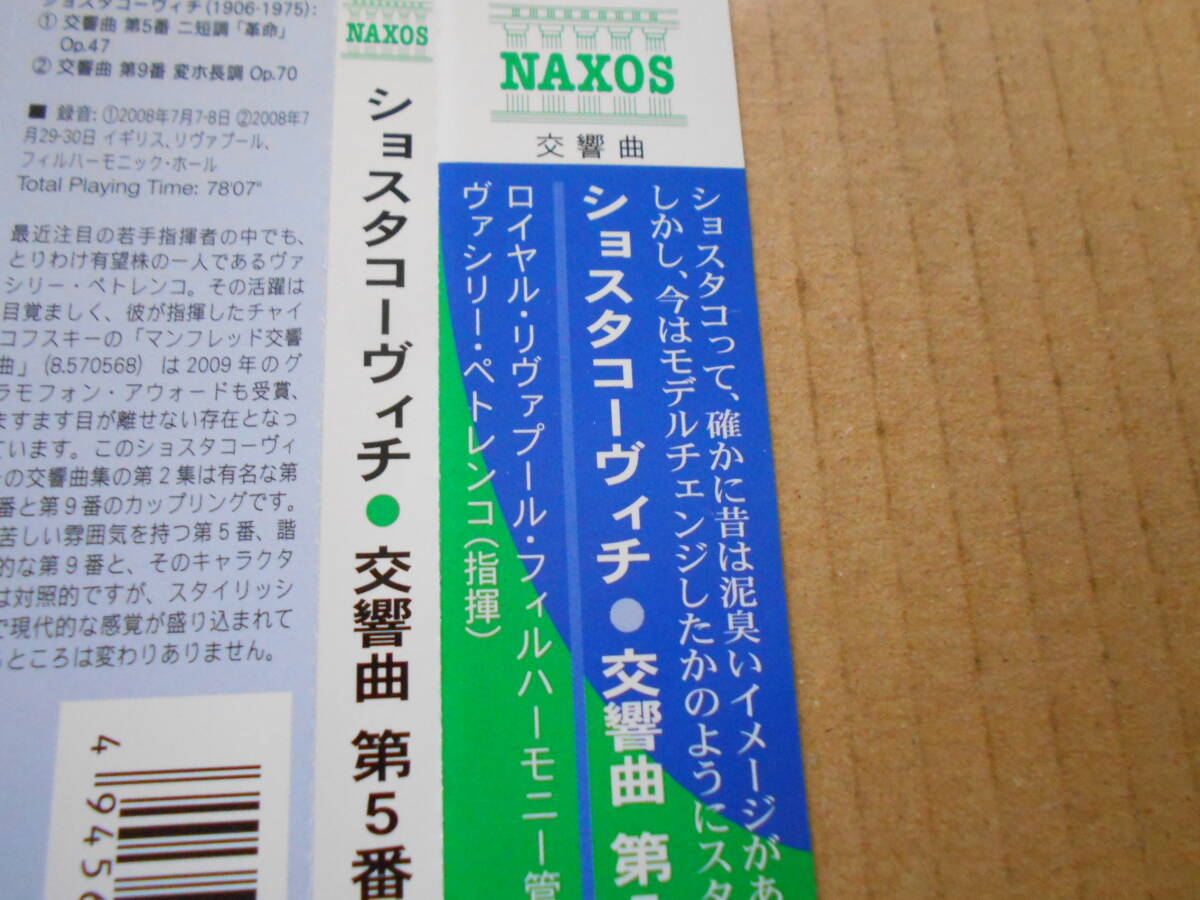 ショスタコーヴィチ(1906-1975):
① 交響曲 第5番 ニ短調「革命」
Op.47
② 交響曲 第9番 変ホ長調 Op.70
■ 録音: ①2008年7月7-8日 ②2008年7
月29-30日 イギリス、リヴァプール、
フィルハーモニック・ホール
Total Playing Time: 78'07"
最近注目の若手指揮者の中でも、
とりわけ有望株の一人であるヴァ
シリー・ペトレンコ。その活躍は
目覚ましく、彼が指揮したチャイ
コフスキーの「マンフレッド交響
曲」(8.570568) は2009年のグ
ラモフォン・アウォードも受賞、
ますます目が離せない存在となっ
ています。このショスタコーヴィ
の交響曲集の第2集は有名な第
番と第9番のカップリングです。
苦しい雰囲気を持つ第5番、諧
的な第9番と、そのキャラクタ
は対照的ですが、スタイリッシ
で現代的な感覚が盛り込まれて
るところは変わりありません。
4 9456
NAXOS
ショスタコーヴィチ●交響曲 第5番
NAXOS
交響曲
ショスタコって、確かに昔は泥臭いイメージがあ
しかし、今はモデルチェンジしたかのようにスタ
ショスタコーヴィチ●交響曲 第5
ロイヤル・リヴァプール・フィルハーモニー管
ヴァシリー・ペトレンコ(指揮)